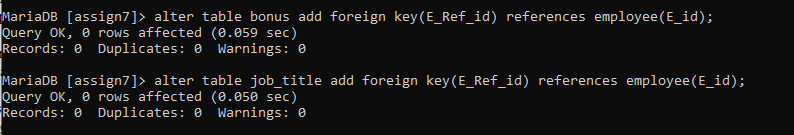 MariaDB [assign7]> alter table bonus add foreign key(E_Ref_id) references employee(E_id);
Query OK, 0 rows affected (0.059 sec)
Records: 0  Duplicates: 0  Warnings: 0

MariaDB [assign7]> alter table job_title add foreign key(E_Ref_id) references employee(E_id);
Query OK, 0 rows affected (0.050 sec)
Records: 0  Duplicates: 0  Warnings: 0